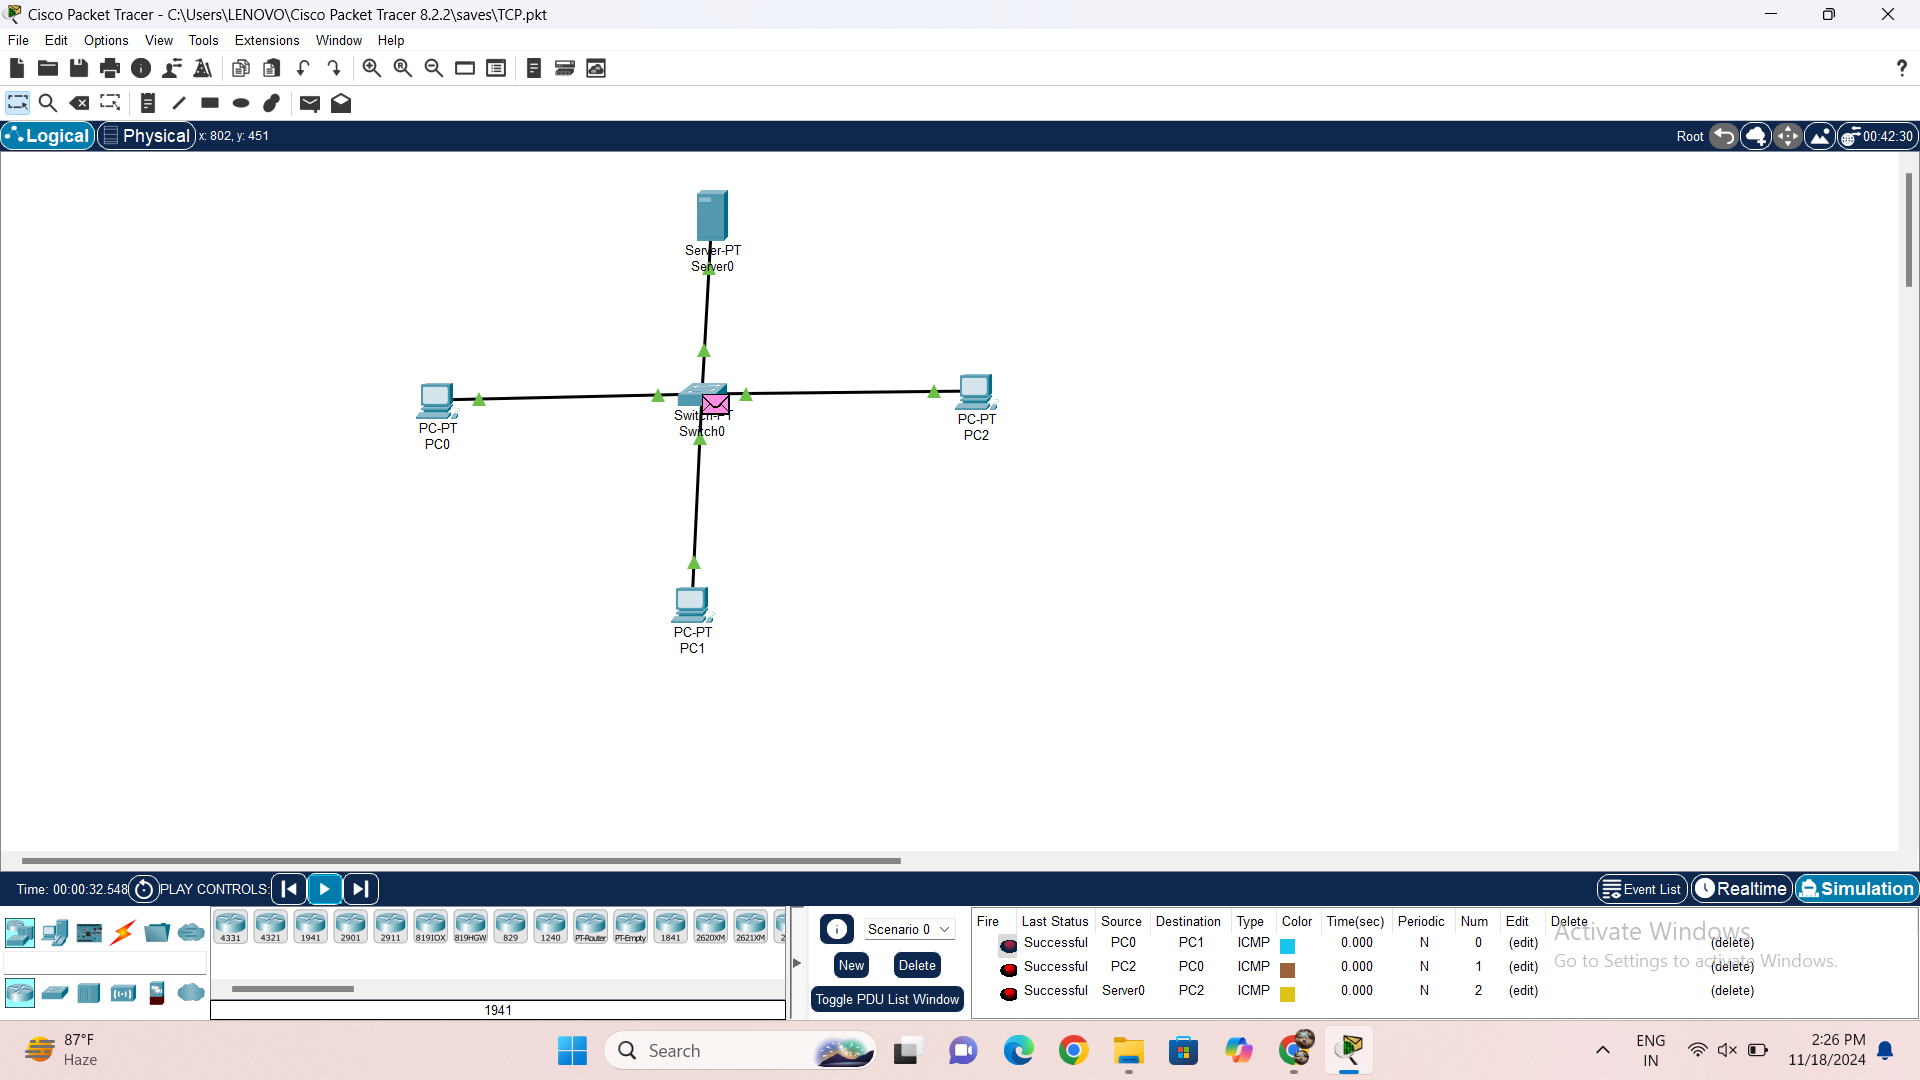 Cisco Packet Tracer - C:\Users\LENOVO\Cisco Packet Tracer 8.2.2\saves\TCP.pkt
File Edit Options View Tools Extensions Window Help
?
Logical Physical x: 802, y: 451 Root 00:42:30
Server-PT
Server0
PC-PT
PC0
Switch-PT
Switch0
PC-PT
PC2
PC-PT
PC1
Time: 00:00:32.548 PLAY CONTROLS: Event List Realtime Simulation
4331 4321 1941 2901 2911 819IOX 819HGW 829 1240 PT-Router PT-Empty 1841 2620XM 2621XM
1941
Scenario 0
New Delete
Toggle PDU List Window
Fire Last Status Source Destination Type Color Time(sec) Periodic Num Edit Delete
Successful PC0 PC1 ICMP 0.000 N 0 (edit) (delete)
Successful PC2 PC0 ICMP 0.000 N 1 (edit) (delete)
Successful Server0 PC2 ICMP 0.000 N 2 (edit) (delete)
Activate Windows
Go to Settings to activate Windows.
87°F
Haze
Search
ENG
IN
2:26 PM
11/18/2024